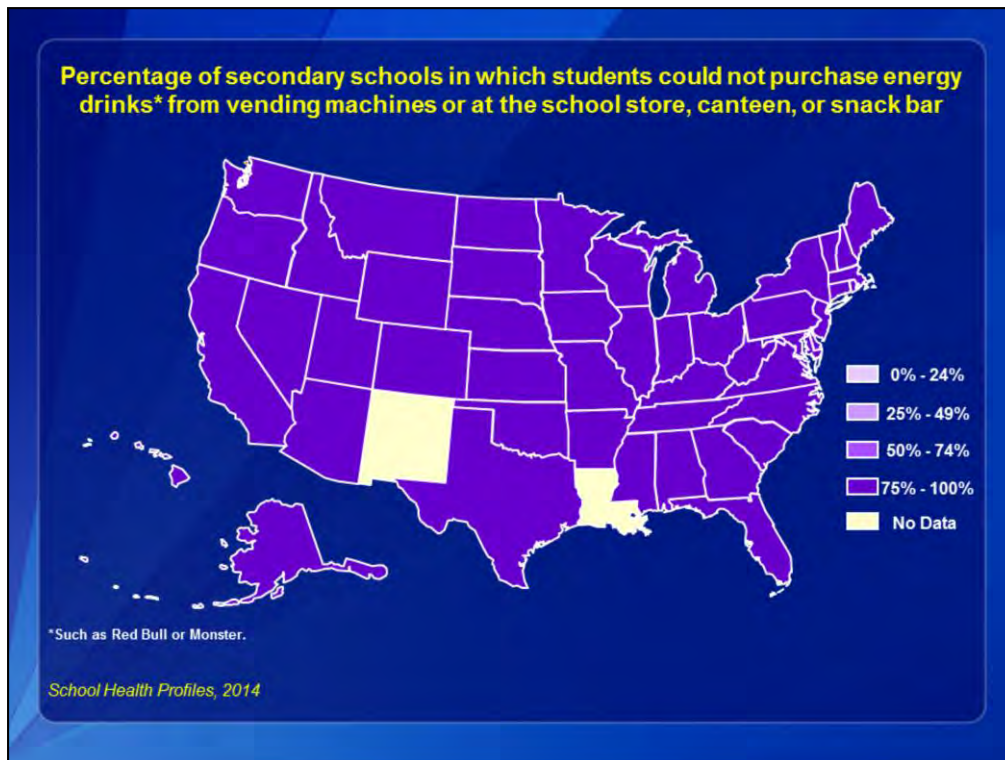 Percentage of secondary schools in which students could not purchase energy
drinks* from vending machines or at the school store, canteen, or snack bar
0% - 24%
25% - 49%
50% - 74%
75% - 100%
No Data
*Such as Red Bull or Monster.
School Health Profiles, 2014